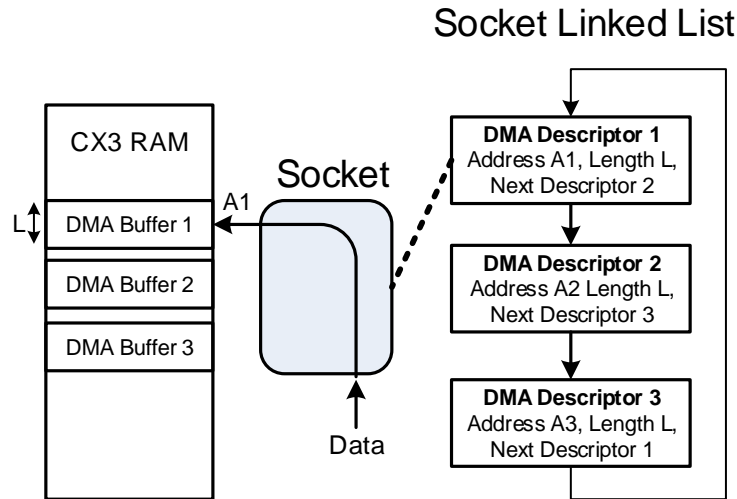 Socket Linked List
CX3 RAM
L
DMA Buffer 1
DMA Buffer 2
DMA Buffer 3
A1
Socket
Data
DMA Descriptor 1
Address A1, Length L,
Next Descriptor 2
DMA Descriptor 2
Address A2 Length L,
Next Descriptor 3
DMA Descriptor 3
Address A3, Length L,
Next Descriptor 1